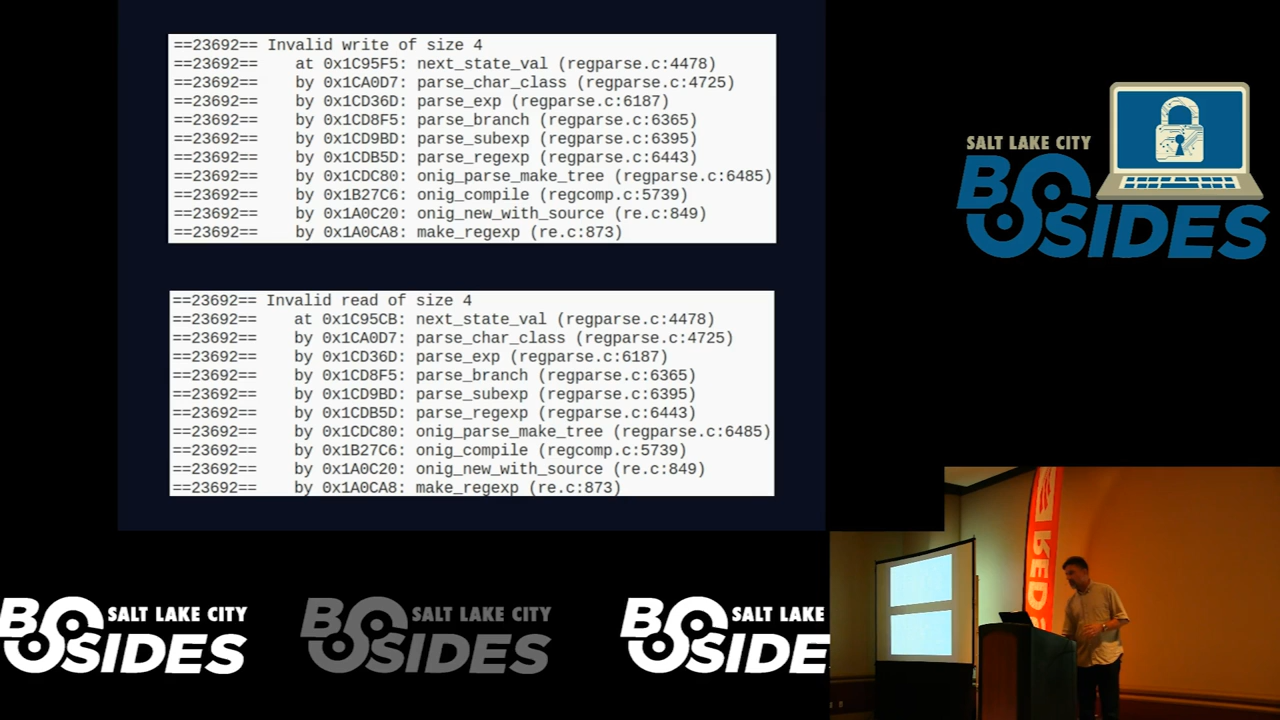 ==23692== Invalid write of size 4
==23692==    at 0x1C95F5: next_state_val (regparse.c:4478)
==23692==    by 0x1CA0D7: parse_char_class (regparse.c:4725)
==23692==    by 0x1CD36D: parse_exp (regparse.c:6187)
==23692==    by 0x1CD8F5: parse_branch (regparse.c:6365)
==23692==    by 0x1CD9BD: parse_subexp (regparse.c:6395)
==23692==    by 0x1CDB5D: parse_regexp (regparse.c:6443)
==23692==    by 0x1CDC80: onig_parse_make_tree (regparse.c:6485)
==23692==    by 0x1B27C6: onig_compile (regcomp.c:5739)
==23692==    by 0x1A0C20: onig_new_with_source (re.c:849)
==23692==    by 0x1A0CA8: make_regexp (re.c:873)
==23692== Invalid read of size 4
==23692==    at 0x1C95CB: next_state_val (regparse.c:4478)
==23692==    by 0x1CA0D7: parse_char_class (regparse.c:4725)
==23692==    by 0x1CD36D: parse_exp (regparse.c:6187)
==23692==    by 0x1CD8F5: parse_branch (regparse.c:6365)
==23692==    by 0x1CD9BD: parse_subexp (regparse.c:6395)
==23692==    by 0x1CDB5D: parse_regexp (regparse.c:6443)
==23692==    by 0x1CDC80: onig_parse_make_tree (regparse.c:6485)
==23692==    by 0x1B27C6: onig_compile (regcomp.c:5739)
==23692==    by 0x1A0C20: onig_new_with_source (re.c:849)
==23692==    by 0x1A0CA8: make_regexp (re.c:873)
SALT LAKE CITY
BSIDES
RED
SALT LAKE CITY
BSIDES
SALT LAKE CITY
BSIDES
SALT LAKE
BSIDE